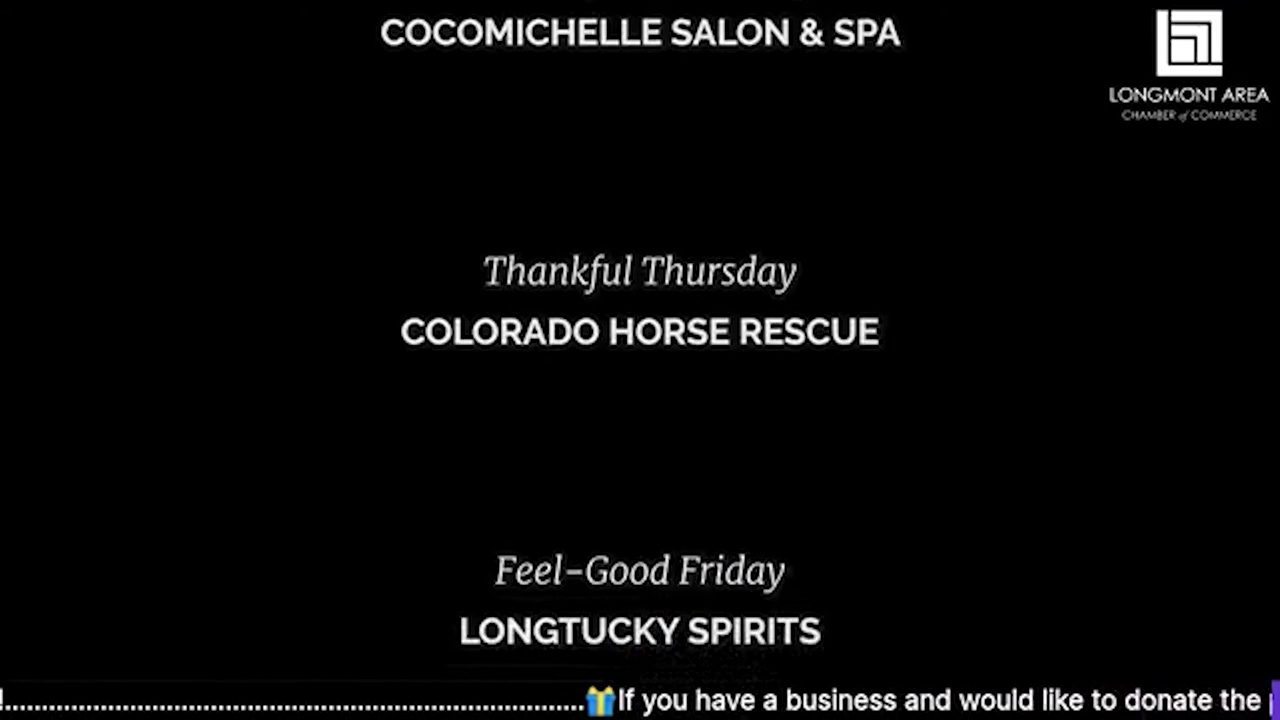 COCOMICHELLE SALON & SPA
LONGMONT AREA
CHAMBER of COMMERCE
Thankful Thursday
COLORADO HORSE RESCUE
Feel-Good Friday
LONGTUCKY SPIRITS
!................................................................................🎁If you have a business and would like to donate the